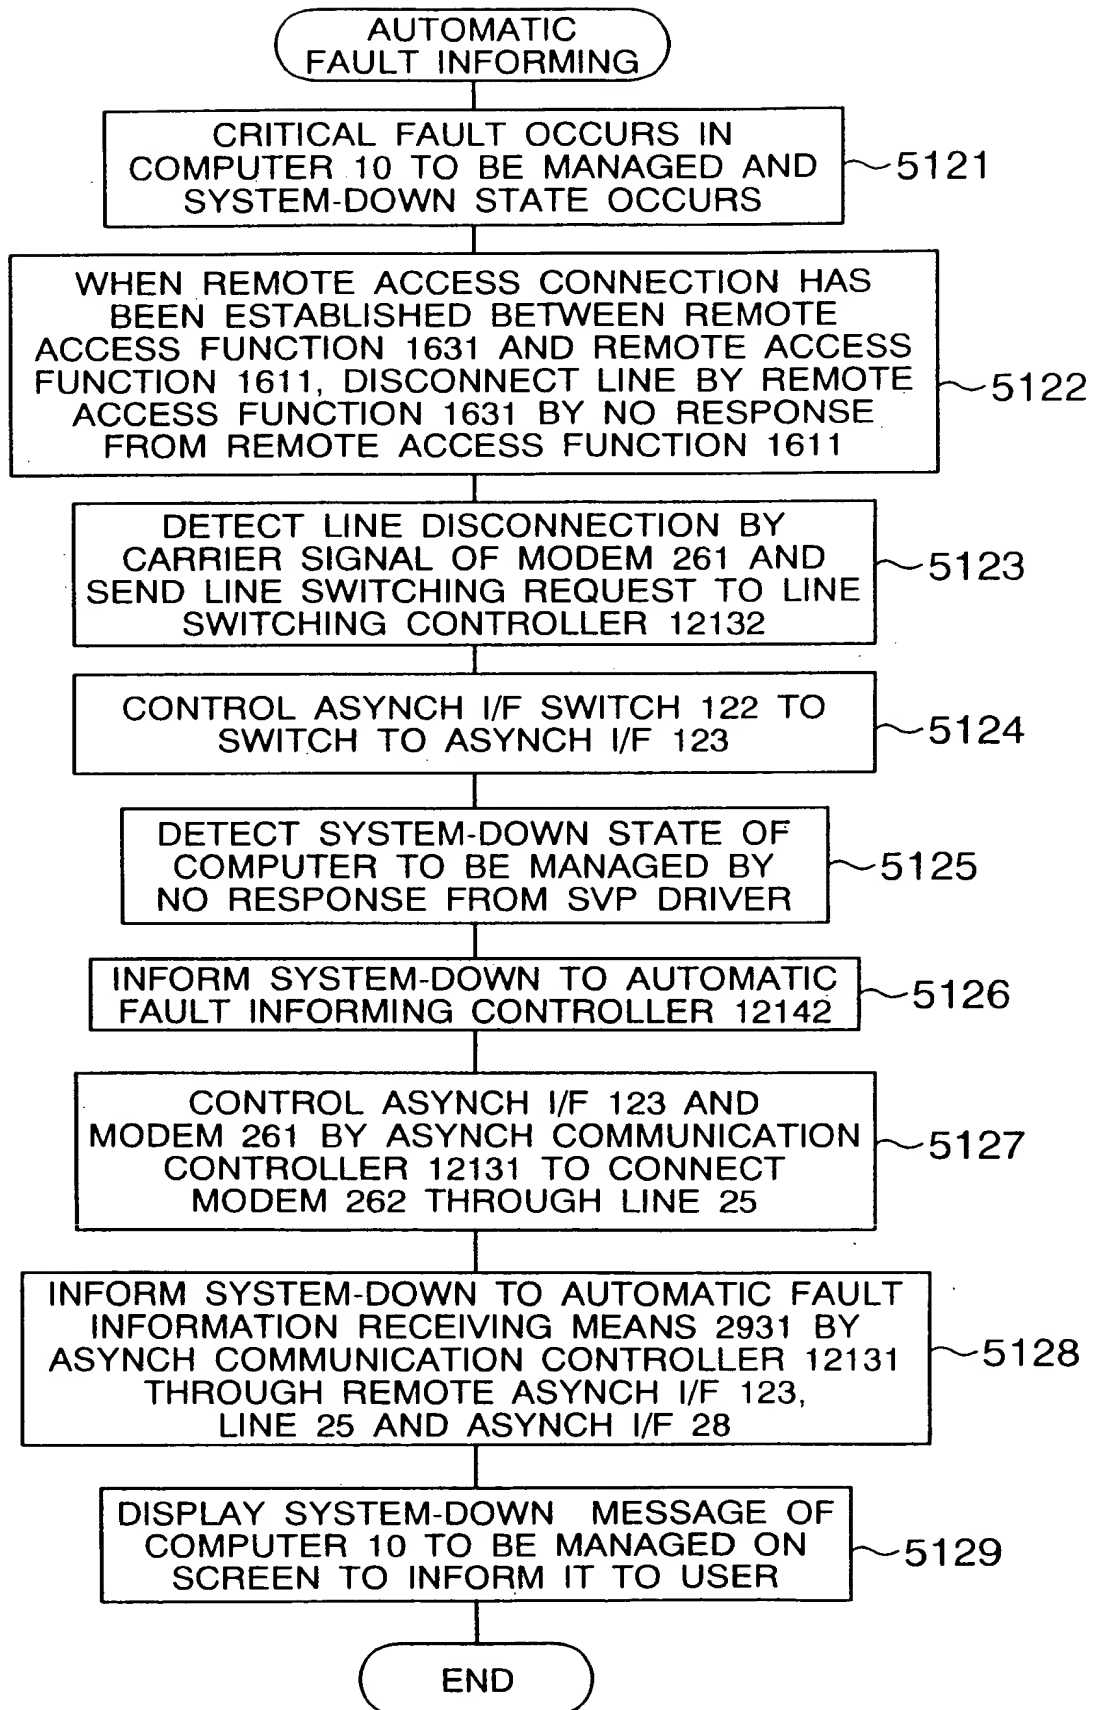 AUTOMATIC
FAULT INFORMING
CRITICAL FAULT OCCURS IN
COMPUTER 10 TO BE MANAGED AND
SYSTEM-DOWN STATE OCCURS
5121
WHEN REMOTE ACCESS CONNECTION HAS
BEEN ESTABLISHED BETWEEN REMOTE
ACCESS FUNCTION 1631 AND REMOTE ACCESS
FUNCTION 1611, DISCONNECT LINE BY REMOTE
ACCESS FUNCTION 1631 BY NO RESPONSE
FROM REMOTE ACCESS FUNCTION 1611
5122
DETECT LINE DISCONNECTION BY
CARRIER SIGNAL OF MODEM 261 AND
SEND LINE SWITCHING REQUEST TO LINE
SWITCHING CONTROLLER 12132
5123
CONTROL ASYNCH I/F SWITCH 122 TO
SWITCH TO ASYNCH I/F 123
5124
DETECT SYSTEM-DOWN STATE OF
COMPUTER TO BE MANAGED BY
NO RESPONSE FROM SVP DRIVER
5125
INFORM SYSTEM-DOWN TO AUTOMATIC
FAULT INFORMING CONTROLLER 12142
5126
CONTROL ASYNCH I/F 123 AND
MODEM 261 BY ASYNCH COMMUNICATION
CONTROLLER 12131 TO CONNECT
MODEM 262 THROUGH LINE 25
5127
INFORM SYSTEM-DOWN TO AUTOMATIC FAULT
INFORMATION RECEIVING MEANS 2931 BY
ASYNCH COMMUNICATION CONTROLLER 12131
THROUGH REMOTE ASYNCH I/F 123,
LINE 25 AND ASYNCH I/F 28
5128
DISPLAY SYSTEM-DOWN MESSAGE OF
COMPUTER 10 TO BE MANAGED ON
SCREEN TO INFORM IT TO USER
5129
END